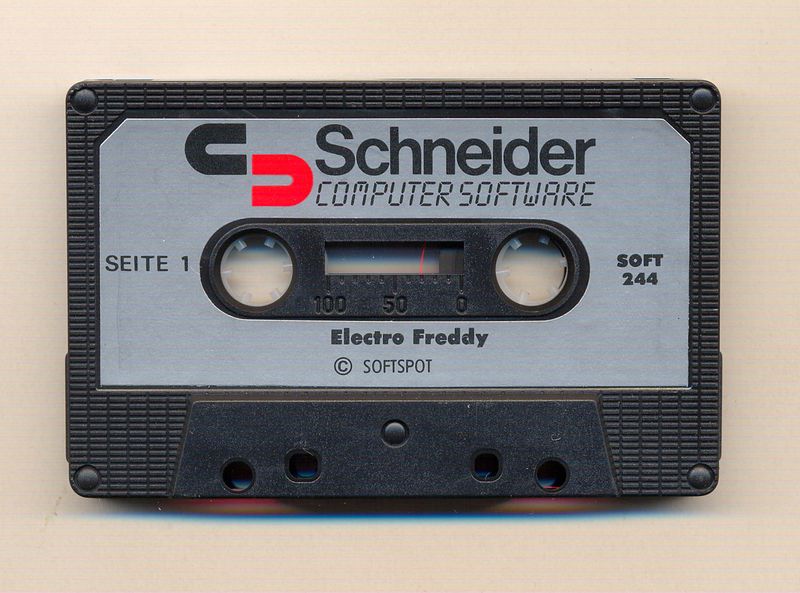 Schneider
COMPUTER SOFTWARE
SEITE 1
SOFT
244
100 50 0
Electro Freddy
© SOFTSPOT